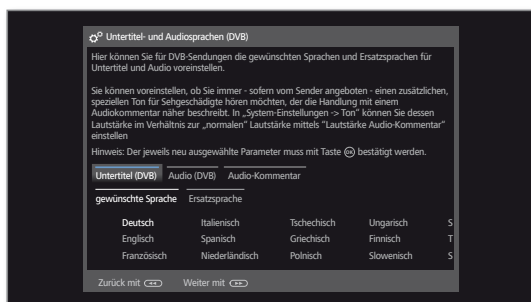 Untertitel- und Audiosprachen (DVB)
Hier können Sie für DVB-Sendungen die gewünschten Sprachen und Ersatzsprachen für
Untertitel und Audio voreinstellen.
Sie können voreinstellen, ob Sie immer - sofern vom Sender angeboten - einen zusätzlichen,
speziellen Ton für Sehgeschädigte hören möchten, der die Handlung mit einem
Audiokommentar näher beschreibt. In „System-Einstellungen -> Ton" können Sie dessen
Lautstärke im Verhältnis zur „normalen" Lautstärke mittels "Lautstärke Audio-Kommentar"
einstellen
Hinweis: Der jeweils neu ausgewählte Parameter muss mit Taste OK bestätigt werden.
Untertitel (DVB) Audio (DVB) Audio-Kommentar
gewünschte Sprache Ersatzsprache
Deutsch Italienisch Tschechisch Ungarisch S
Englisch Spanisch Griechisch Finnisch T
Französisch Niederländisch Polnisch Slowenisch S
Zurück mit Weiter mit